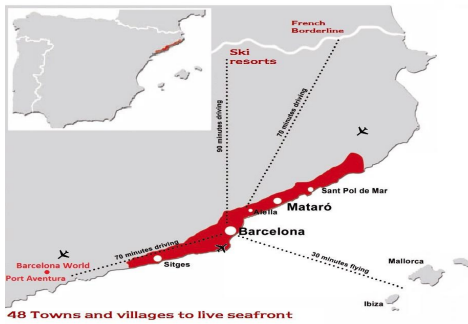 French
Borderline
Ski
resorts
90 minutes driving
70 minutes driving
Sant Pol de Mar
Alella
Mataró
Barcelona
70 minutes driving
30 minutes flying
Barcelona World
Port Aventura
Sitges
Mallorca
Ibiza
48 Towns and villages to live seafront